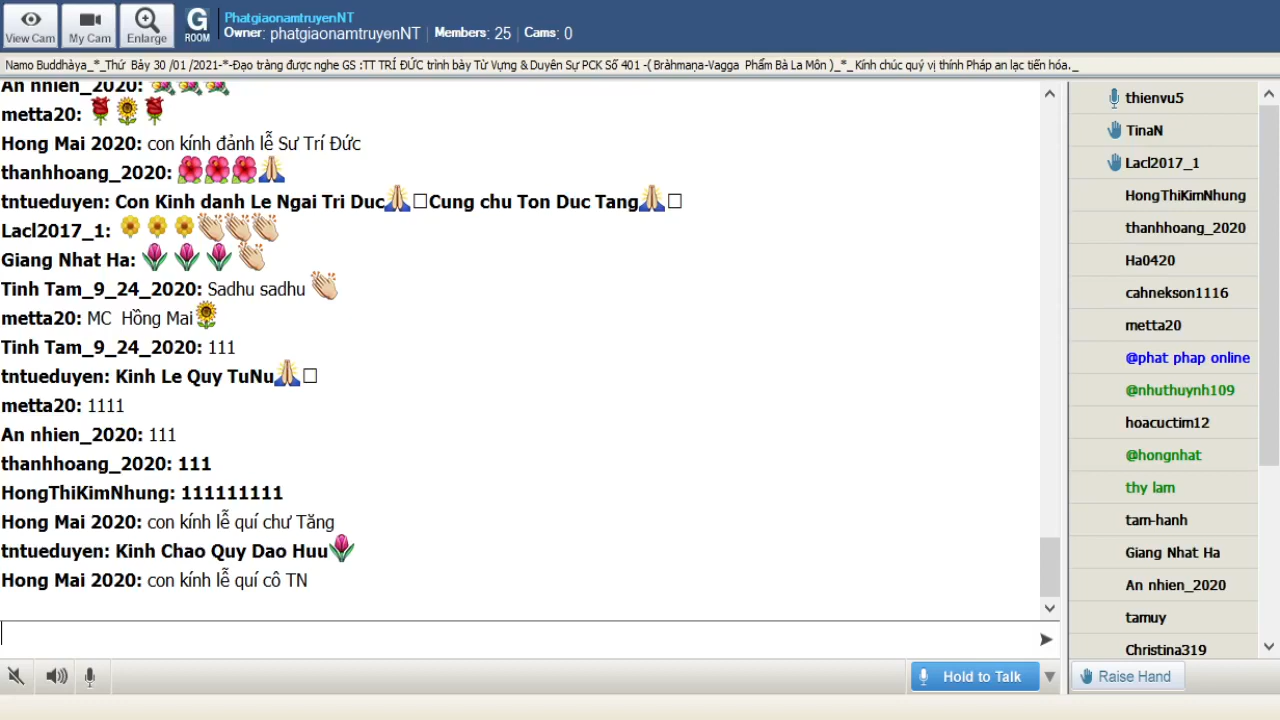 View Cam
My Cam
Enlarge
G
ROOM
PhatgiaonamtruyenNT
Owner: phatgiaonamtruyenNT | Members: 25 | Cams: 0
Namo Buddhàya_*_Thứ Bảy 30 /01 /2021-*-Đạo tràng được nghe GS :TT TRÍ ĐỨC trình bày Từ Vựng & Duyên Sự PCK Số 401 -( Bràhmaṇa-Vagga Phẩm Bà La Môn )_*_ Kính chúc quý vị thính Pháp an lạc tiến hóa._
An nhien_2020:
metta20:
Hong Mai 2020: con kính đảnh lễ Sư Trí Đức
thanhhoang_2020:
tntueduyen: Con Kinh danh Le Ngai Tri Duc Cung chu Ton Duc Tang
Lacl2017_1:
Giang Nhat Ha:
Tinh Tam_9_24_2020: Sadhu sadhu
metta20: MC Hồng Mai
Tinh Tam_9_24_2020: 111
tntueduyen: Kinh Le Quy TuNu
metta20: 1111
An nhien_2020: 111
thanhhoang_2020: 111
HongThiKimNhung: 111111111
Hong Mai 2020: con kính lễ quí chư Tăng
tntueduyen: Kinh Chao Quy Dao Huu
Hong Mai 2020: con kính lễ quí cô TN
Hold to Talk
thienvu5
TinaN
Lacl2017_1
HongThiKimNhung
thanhhoang_2020
Ha0420
cahnekson1116
metta20
@phat phap online
@nhuthuynh109
hoacuctim12
@hongnhat
thy lam
tam-hanh
Giang Nhat Ha
An nhien_2020
tamuy
Christina319
Raise Hand